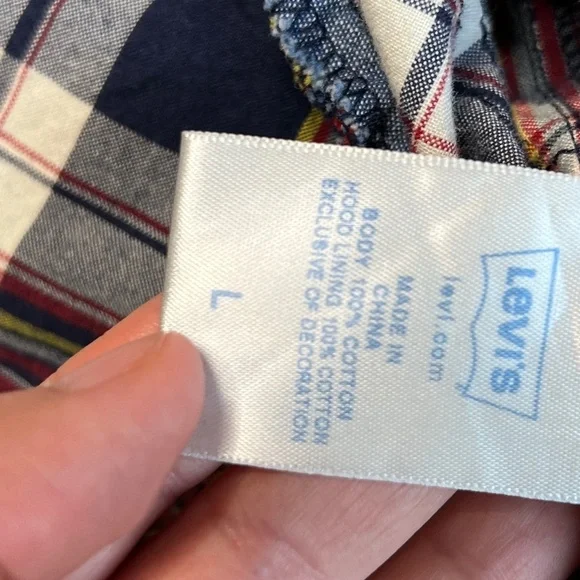 LEVI'S
levi.com
MADE IN
CHINA
BODY 100% COTTON
HOOD LINING 100% COTTON
EXCLUSIVE OF DECORATION
L